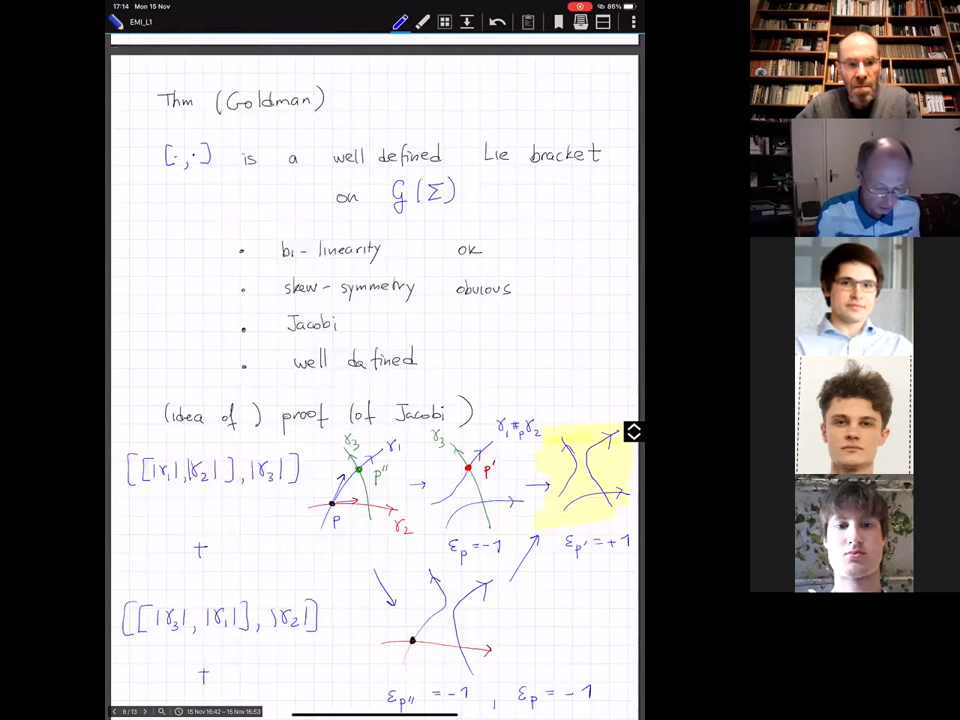 17:14 Mon 15 Nov
86%
EMI_L1
Thm (Goldman)
[·,·] is a well defined Lie bracket
on G(Σ)
· bi-linearity ok
· skew-symmetry obvious
· Jacobi
· well defined
(idea of) proof (of Jacobi)
[[|γ1|,|γ2|],|γ3|]
γ3 γ1 p'' p γ2
γ3 γ1 *p γ2 p'
εp = -1 εp' = +1
+
[[|γ3|, |γ1|], |γ2|]
+
εp'' = -1 , εp = -1
8/13 15 Nov 16:42 – 15 Nov 16:53